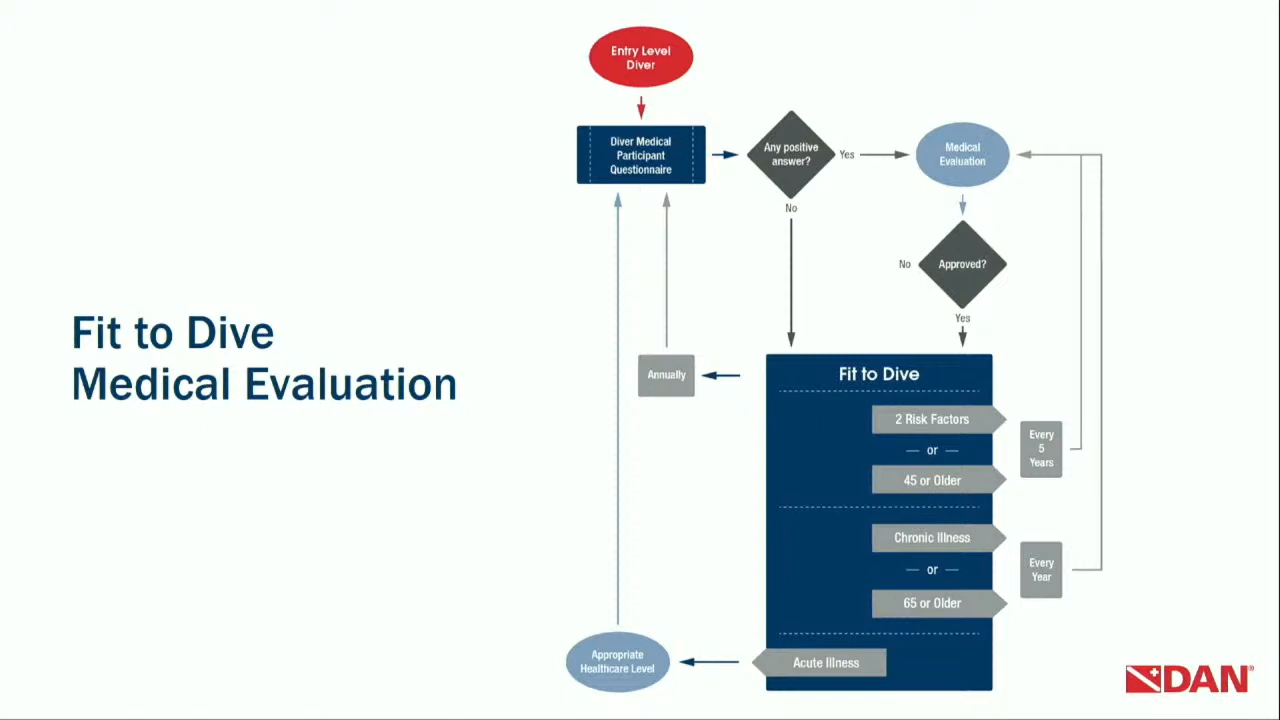 Entry Level
Diver
Diver Medical
Participant
Questionnaire
Any positive
answer?
Yes
Medical
Evaluation
No
No
Approved?
Yes
Fit to Dive
Medical Evaluation
Annually
Fit to Dive
2 Risk Factors
or
45 or Older
Every
5
Years
Chronic Illness
or
65 or Older
Every
Year
Appropriate
Healthcare Level
Acute Illness
DAN®